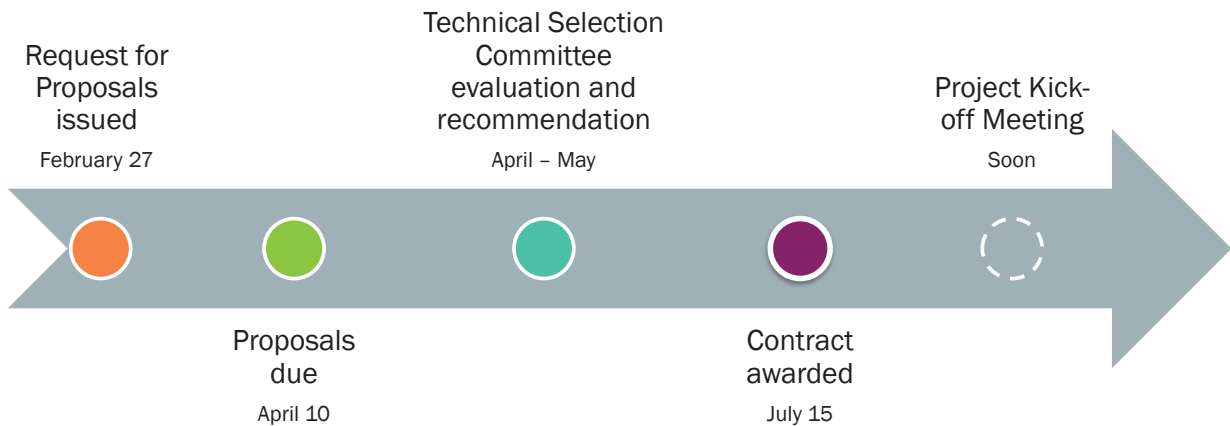 Request for
Proposals
issued
February 27
Proposals
due
April 10
Technical Selection
Committee
evaluation and
recommendation
April – May
Contract
awarded
July 15
Project Kick-
off Meeting
Soon